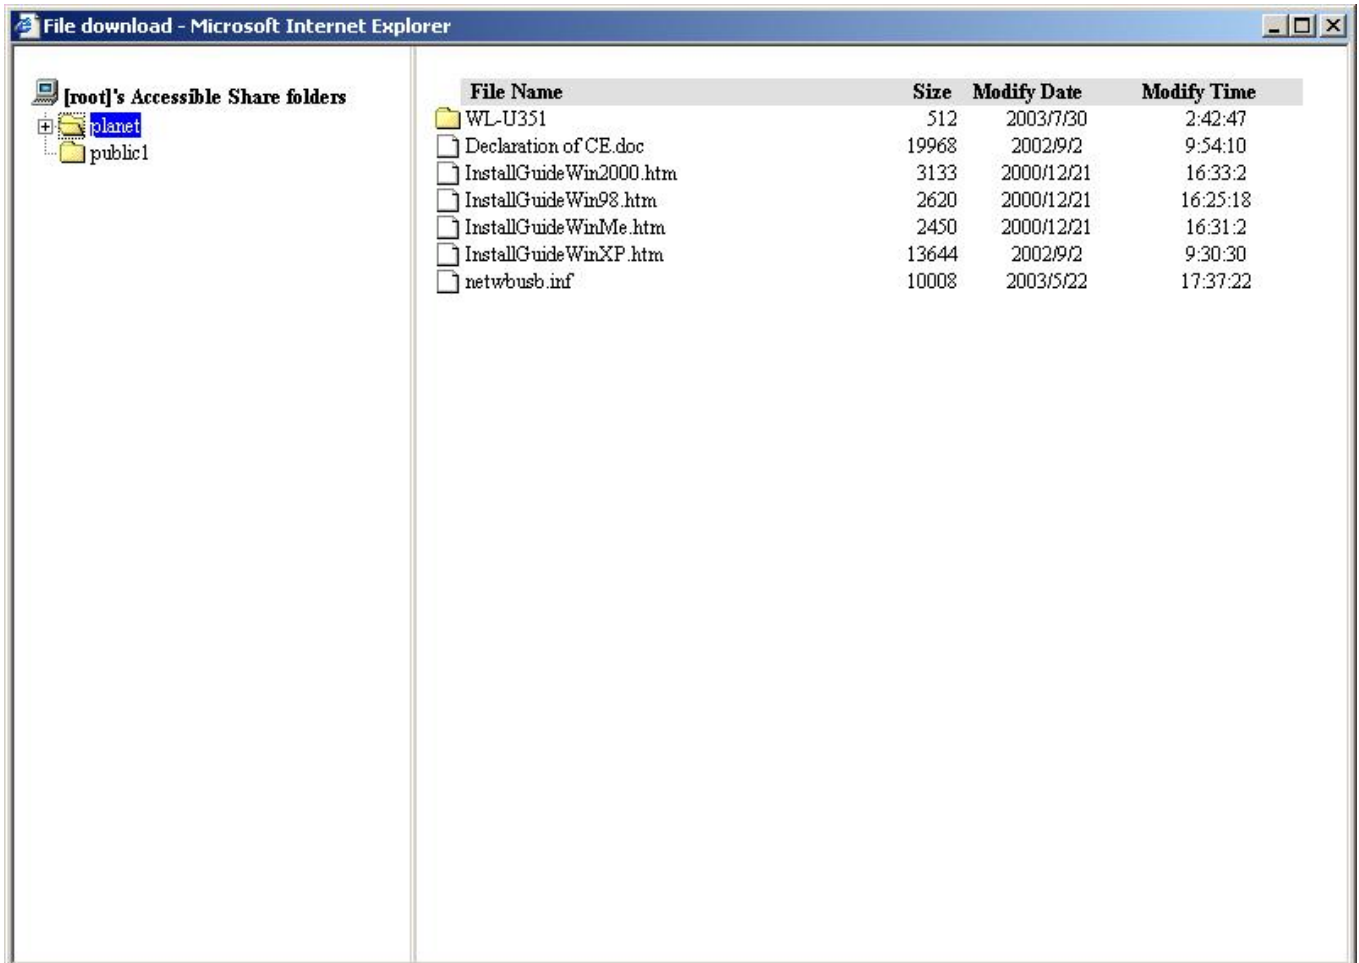 File download - Microsoft Internet Explorer
[root]'s Accessible Share folders
planet
public1
File Name Size Modify Date Modify Time
WL-U351 512 2003/7/30 2:42:47
Declaration of CE.doc 19968 2002/9/2 9:54:10
InstallGuideWin2000.htm 3133 2000/12/21 16:33:2
InstallGuideWin98.htm 2620 2000/12/21 16:25:18
InstallGuideWinMe.htm 2450 2000/12/21 16:31:2
InstallGuideWinXP.htm 13644 2002/9/2 9:30:30
netwbusb.inf 10008 2003/5/22 17:37:22